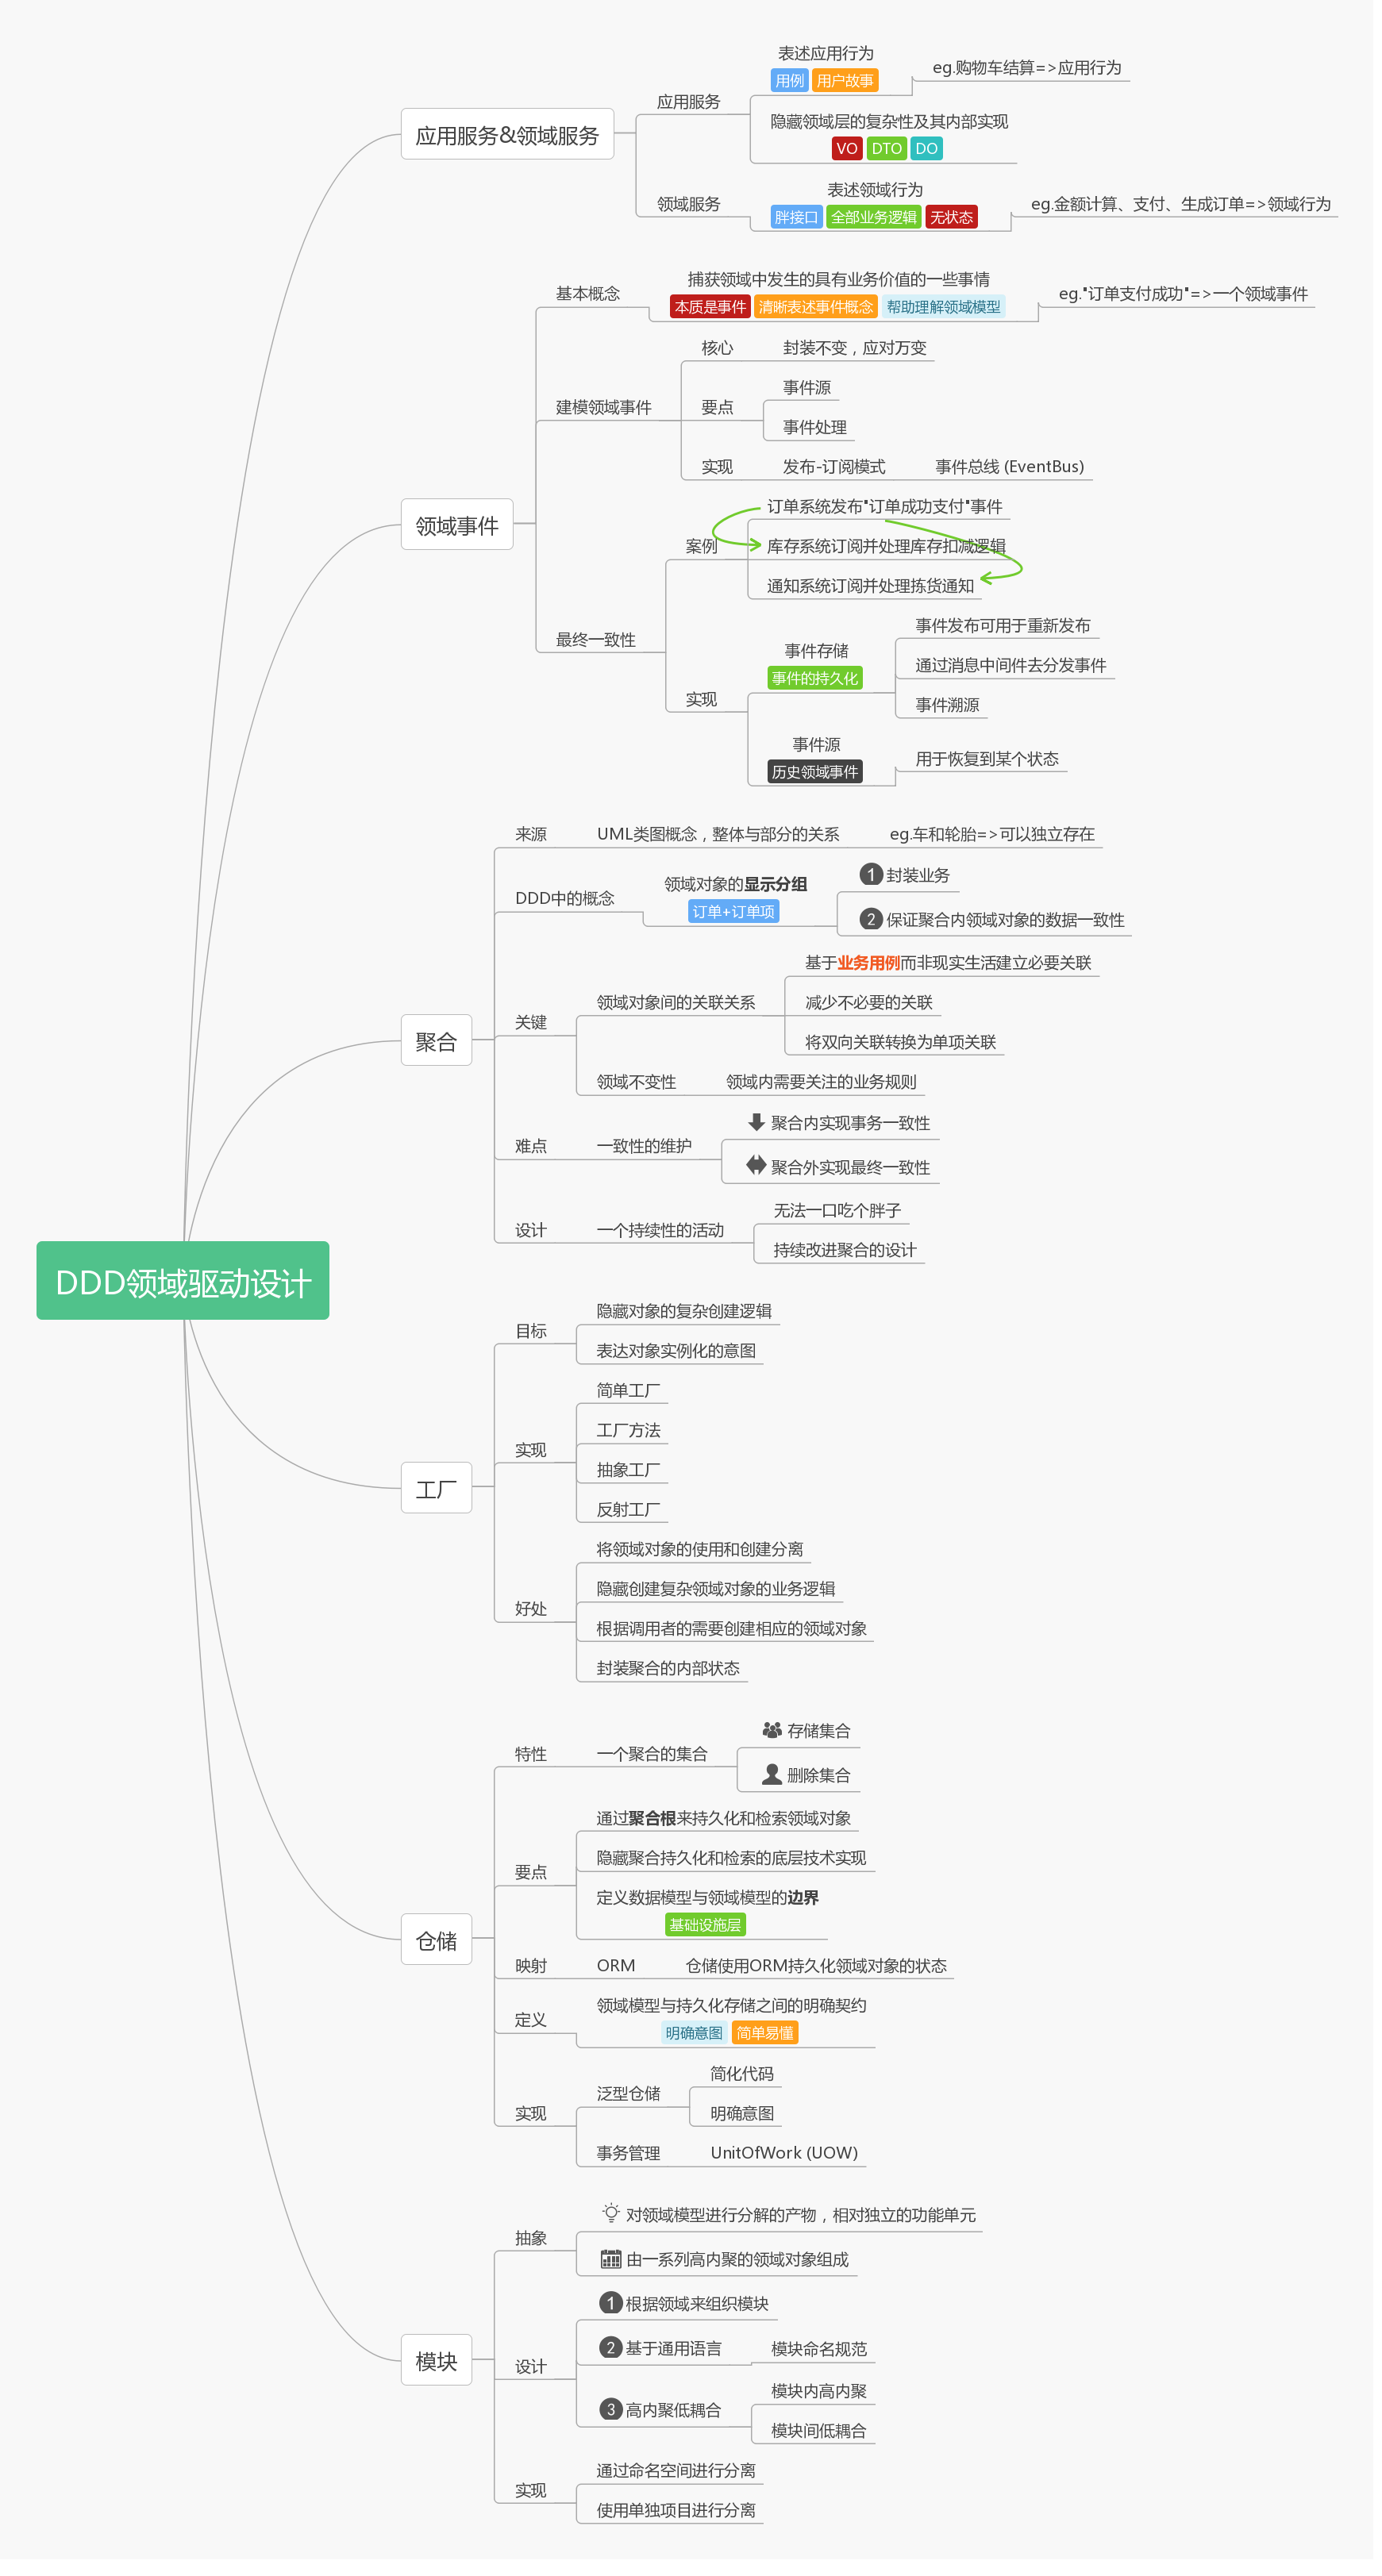 DDD领域驱动设计
应用服务&领域服务
应用服务
表述应用行为
用例 用户故事
eg.购物车结算=>应用行为
隐藏领域层的复杂性及其内部实现
VO DTO DO
领域服务
表述领域行为
胖接口 全部业务逻辑 无状态
eg.金额计算、支付、生成订单=>领域行为
领域事件
基本概念
捕获领域中发生的具有业务价值的一些事情
本质是事件 清晰表述事件概念 帮助理解领域模型
eg."订单支付成功"=>一个领域事件
建模领域事件
核心
封装不变，应对万变
要点
事件源
事件处理
实现
发布-订阅模式
事件总线 (EventBus)
最终一致性
案例
订单系统发布"订单成功支付"事件
库存系统订阅并处理库存扣减逻辑
通知系统订阅并处理拣货通知
实现
事件存储
事件的持久化
事件发布可用于重新发布
通过消息中间件去分发事件
事件溯源
事件源
历史领域事件
用于恢复到某个状态
聚合
来源
UML类图概念，整体与部分的关系
eg.车和轮胎=>可以独立存在
DDD中的概念
领域对象的显示分组
订单+订单项
1 封装业务
2 保证聚合内领域对象的数据一致性
关键
领域对象间的关联关系
基于业务用例而非现实生活建立必要关联
减少不必要的关联
将双向关联转换为单项关联
领域不变性
领域内需要关注的业务规则
难点
一致性的维护
聚合内实现事务一致性
聚合外实现最终一致性
设计
一个持续性的活动
无法一口吃个胖子
持续改进聚合的设计
工厂
目标
隐藏对象的复杂创建逻辑
表达对象实例化的意图
实现
简单工厂
工厂方法
抽象工厂
反射工厂
好处
将领域对象的使用和创建分离
隐藏创建复杂领域对象的业务逻辑
根据调用者的需要创建相应的领域对象
封装聚合的内部状态
仓储
特性
一个聚合的集合
存储集合
删除集合
要点
通过聚合根来持久化和检索领域对象
隐藏聚合持久化和检索的底层技术实现
定义数据模型与领域模型的边界
基础设施层
映射
ORM
仓储使用ORM持久化领域对象的状态
定义
领域模型与持久化存储之间的明确契约
明确意图 简单易懂
实现
泛型仓储
简化代码
明确意图
事务管理
UnitOfWork (UOW)
模块
抽象
对领域模型进行分解的产物，相对独立的功能单元
由一系列高内聚的领域对象组成
设计
1 根据领域来组织模块
2 基于通用语言
模块命名规范
3 高内聚低耦合
模块内高内聚
模块间低耦合
实现
通过命名空间进行分离
使用单独项目进行分离